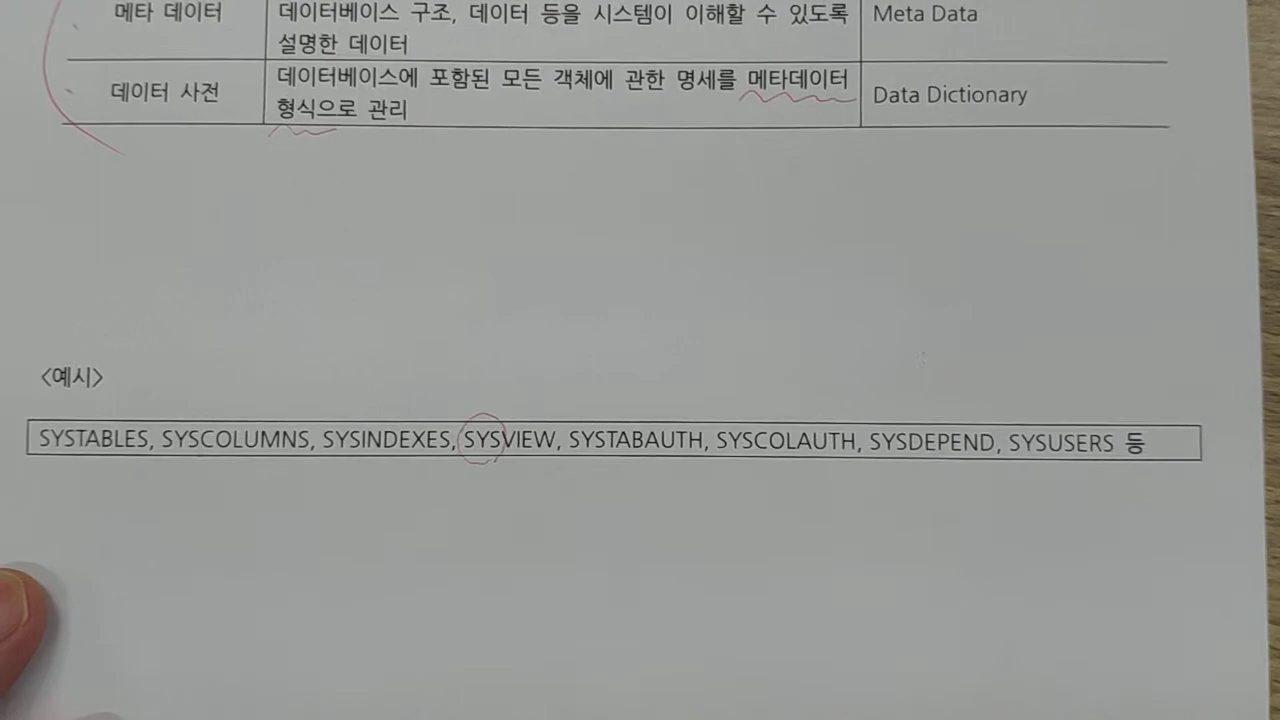 메타 데이터
데이터베이스 구조, 데이터 등을 시스템이 이해할 수 있도록
설명한 데이터
Meta Data
데이터 사전
데이터베이스에 포함된 모든 객체에 관한 명세를 메타데이터
형식으로 관리
Data Dictionary
<예시>
SYSTABLES, SYSCOLUMNS, SYSINDEXES, SYSVIEW, SYSTABAUTH, SYSCOLAUTH, SYSDEPEND, SYSUSERS 등